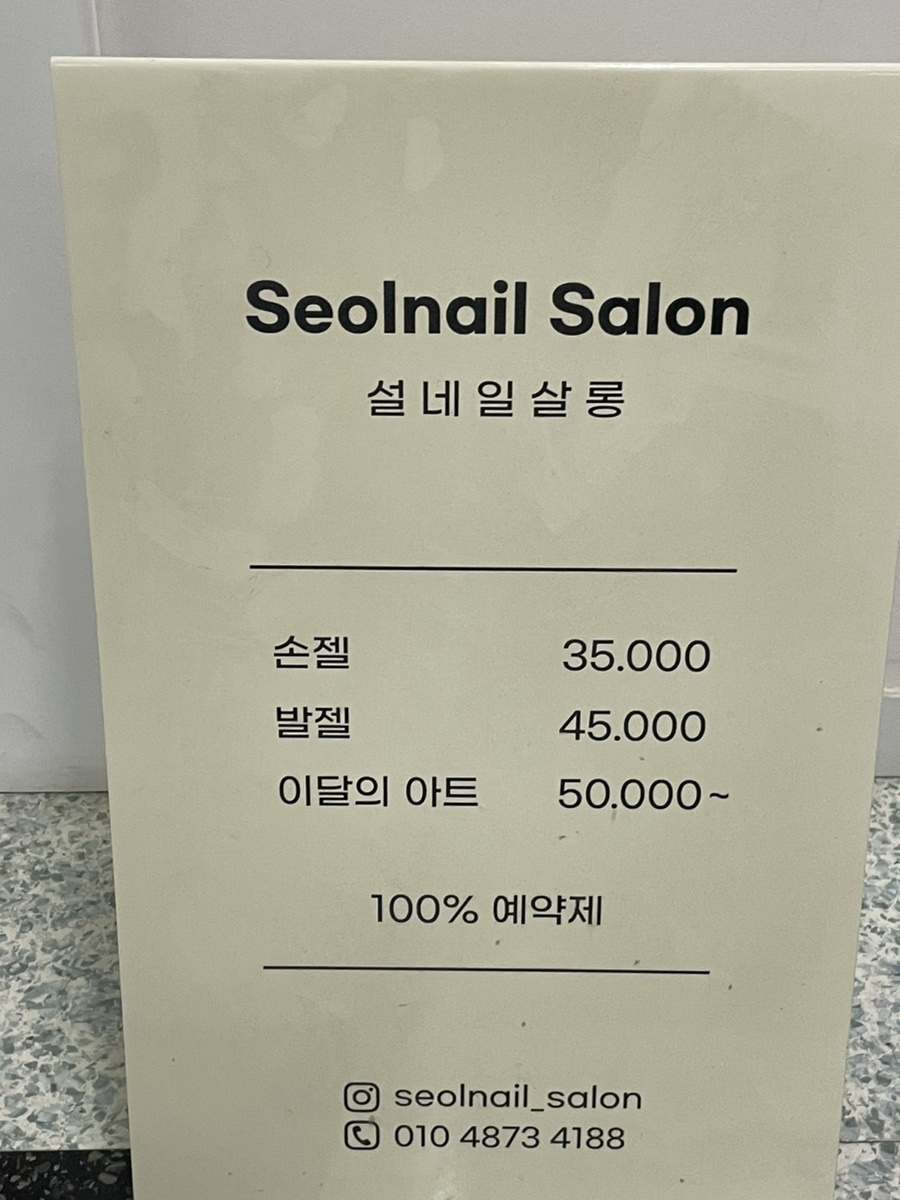 Seolnail Salon
설네일살롱
손젤 35.000
발젤 45.000
이달의 아트 50.000~
100% 예약제
seolnail_salon
010 4873 4188